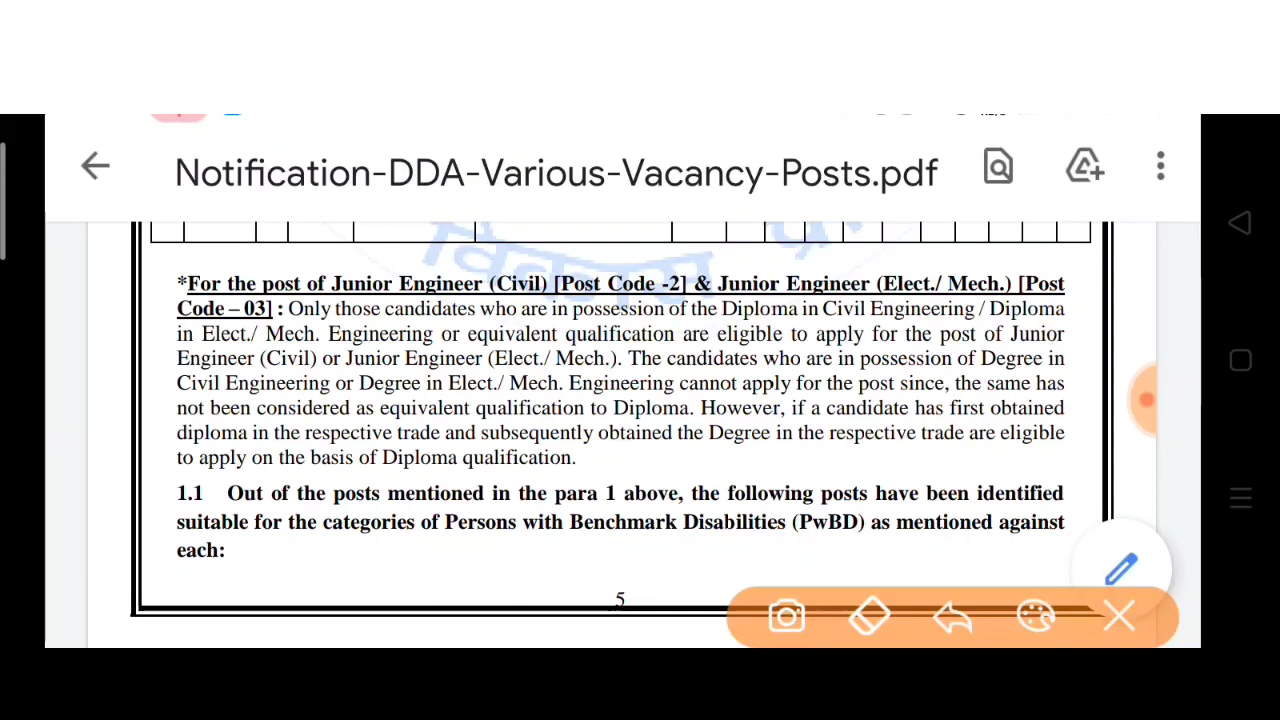 Notification-DDA-Various-Vacancy-Posts.pdf
विकास
*For the post of Junior Engineer (Civil) [Post Code -2] & Junior Engineer (Elect./ Mech.) [Post
Code – 03] : Only those candidates who are in possession of the Diploma in Civil Engineering / Diploma
in Elect./ Mech. Engineering or equivalent qualification are eligible to apply for the post of Junior
Engineer (Civil) or Junior Engineer (Elect./ Mech.). The candidates who are in possession of Degree in
Civil Engineering or Degree in Elect./ Mech. Engineering cannot apply for the post since, the same has
not been considered as equivalent qualification to Diploma. However, if a candidate has first obtained
diploma in the respective trade and subsequently obtained the Degree in the respective trade are eligible
to apply on the basis of Diploma qualification.
1.1 Out of the posts mentioned in the para 1 above, the following posts have been identified
suitable for the categories of Persons with Benchmark Disabilities (PwBD) as mentioned against
each:
5